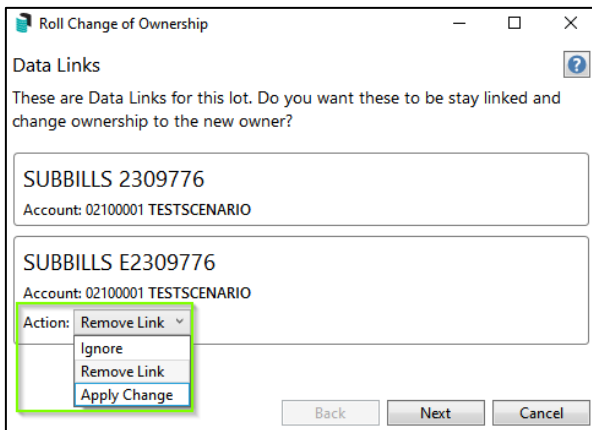 Roll Change of Ownership
Data Links
?
These are Data Links for this lot. Do you want these to be stay linked and
change ownership to the new owner?
SUBBILLS 2309776
Account: 02100001 TESTSCENARIO
SUBBILLS E2309776
Account: 02100001 TESTSCENARIO
Action: Remove Link
Ignore
Remove Link
Apply Change
Back Next Cancel